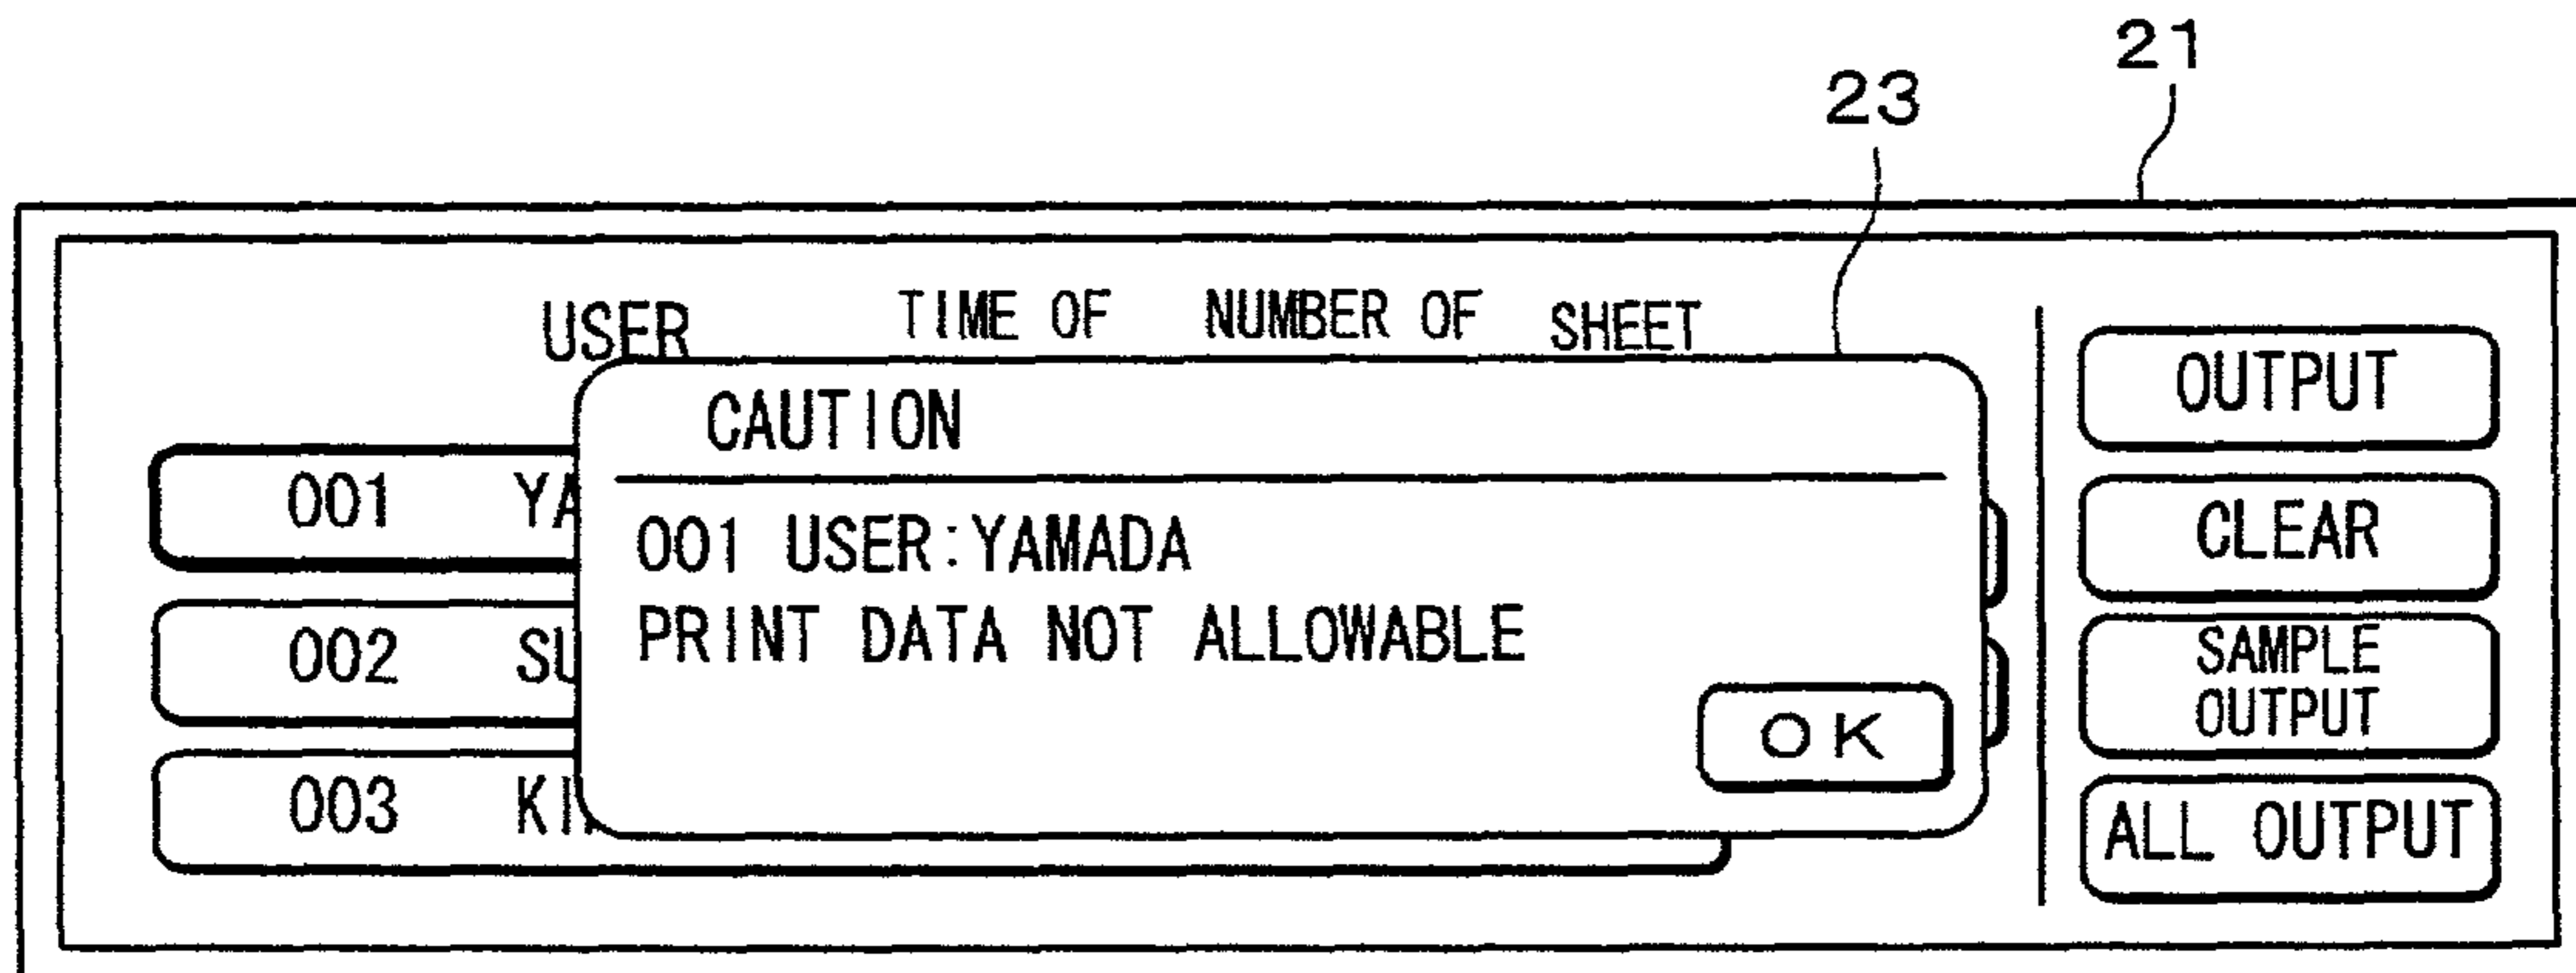 21
23
USER TIME OF NUMBER OF SHEET
CAUTION
001 USER:YAMADA
PRINT DATA NOT ALLOWABLE
OK
001
002
003
OUTPUT
CLEAR
SAMPLE
OUTPUT
ALL OUTPUT